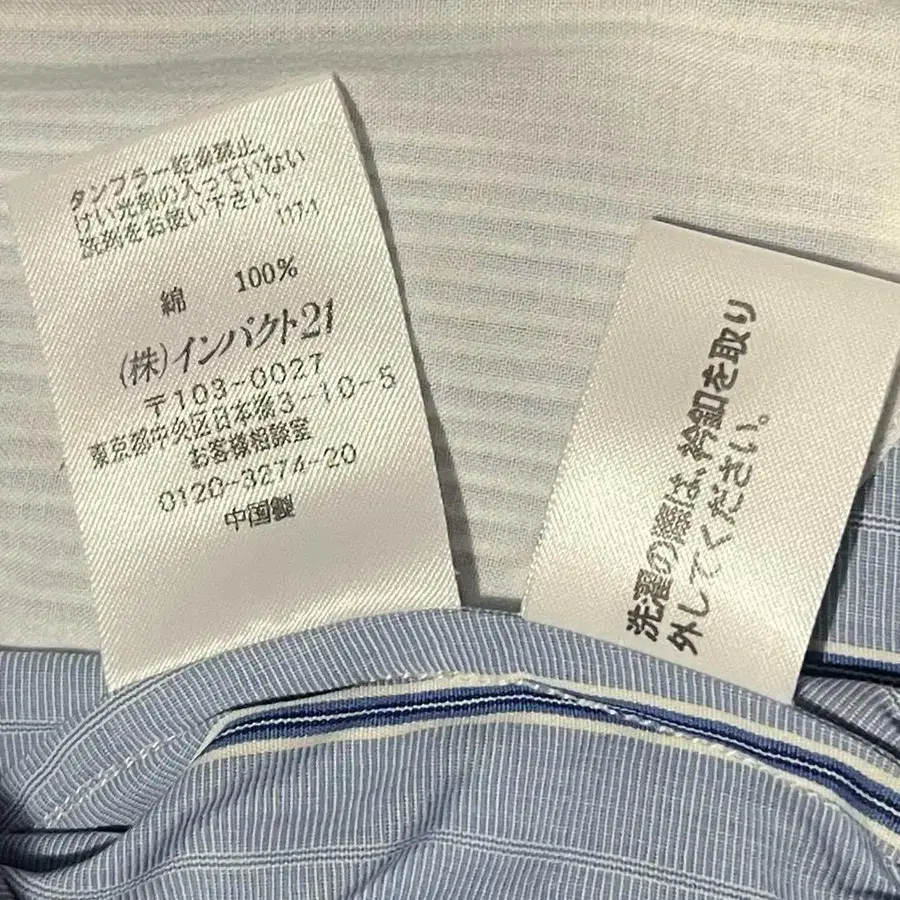 タンブラー乾燥禁止。
けい光剤の入っていない
洗剤をお使い下さい。
117-1
綿 100%
(株)インパクト21
〒103-0027
東京都中央区日本橋3-10-5
お客様相談室
0120-3274-20
中国製
洗濯の際は、衿釦を取り
外してください。